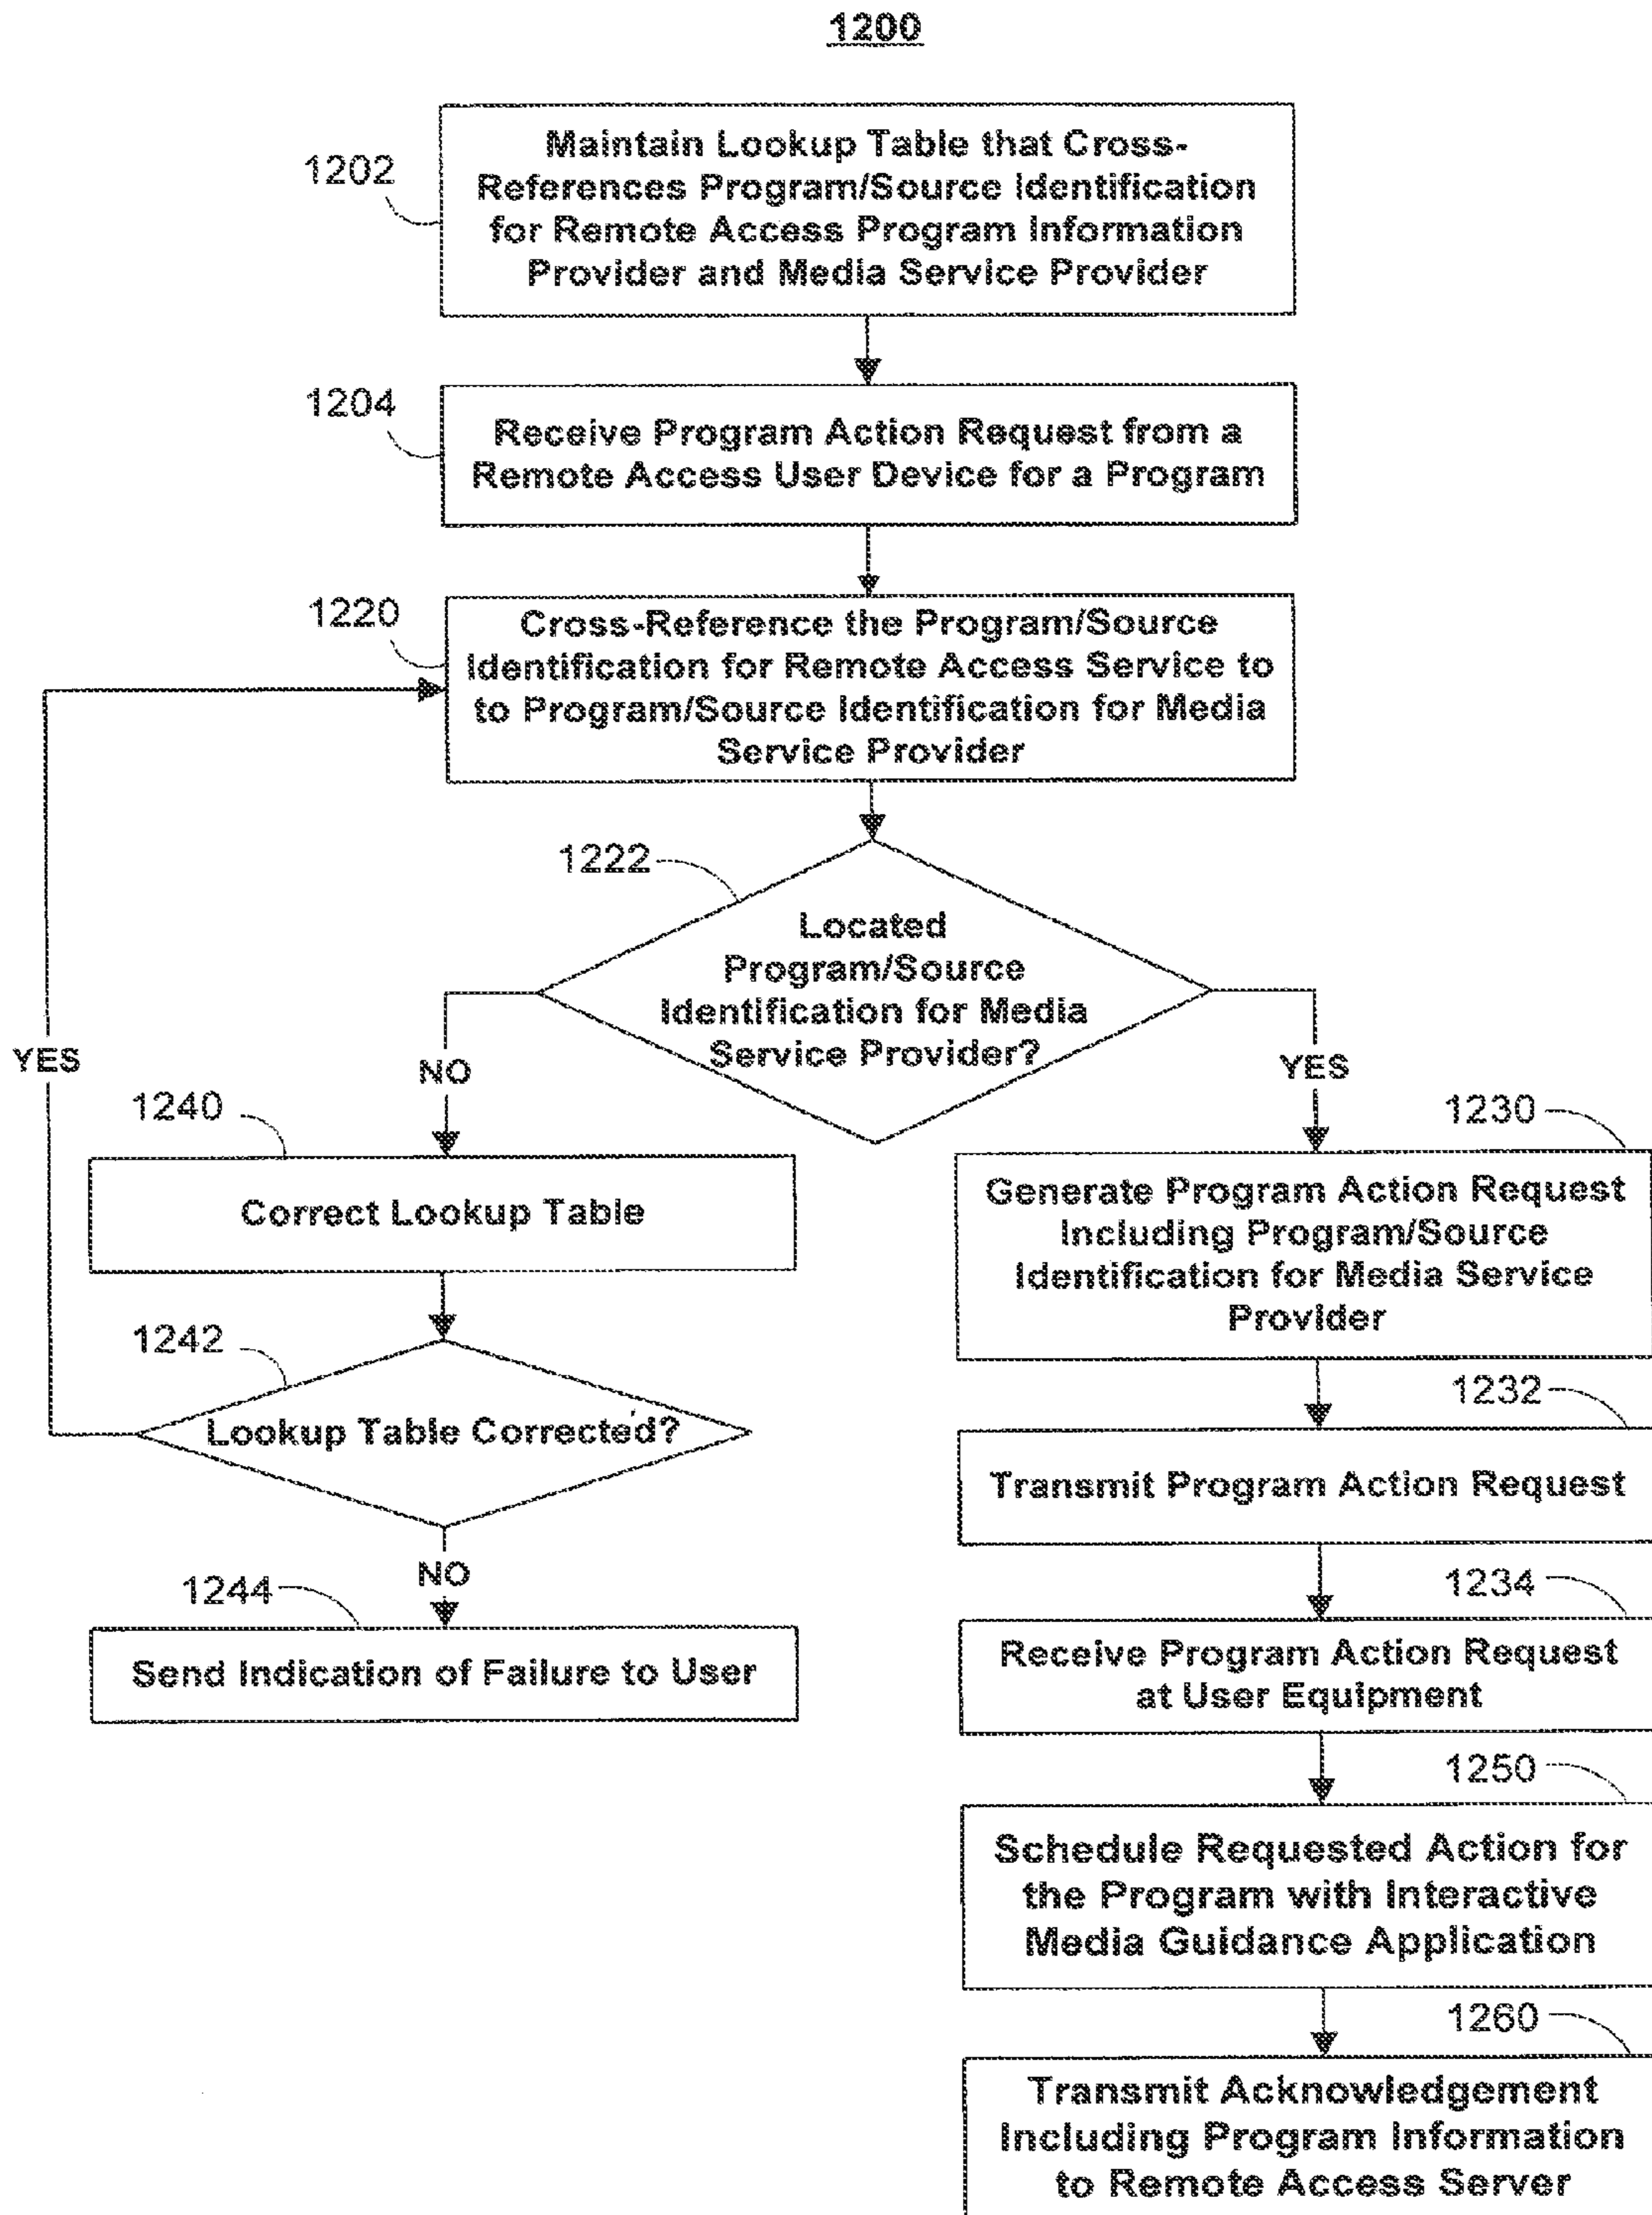 1200
1202
Maintain Lookup Table that Cross-
References Program/Source Identification
for Remote Access Program Information
Provider and Media Service Provider
1204
Receive Program Action Request from a
Remote Access User Device for a Program
1220
Cross-Reference the Program/Source
Identification for Remote Access Service to
to Program/Source Identification for Media
Service Provider
1222
Located
Program/Source
Identification for Media
Service Provider?
YES
NO
YES
1240
Correct Lookup Table
1242
Lookup Table Corrected?
NO
1244
Send Indication of Failure to User
1230
Generate Program Action Request
Including Program/Source
Identification for Media Service
Provider
1232
Transmit Program Action Request
1234
Receive Program Action Request
at User Equipment
1250
Schedule Requested Action for
the Program with Interactive
Media Guidance Application
1260
Transmit Acknowledgement
Including Program Information
to Remote Access Server